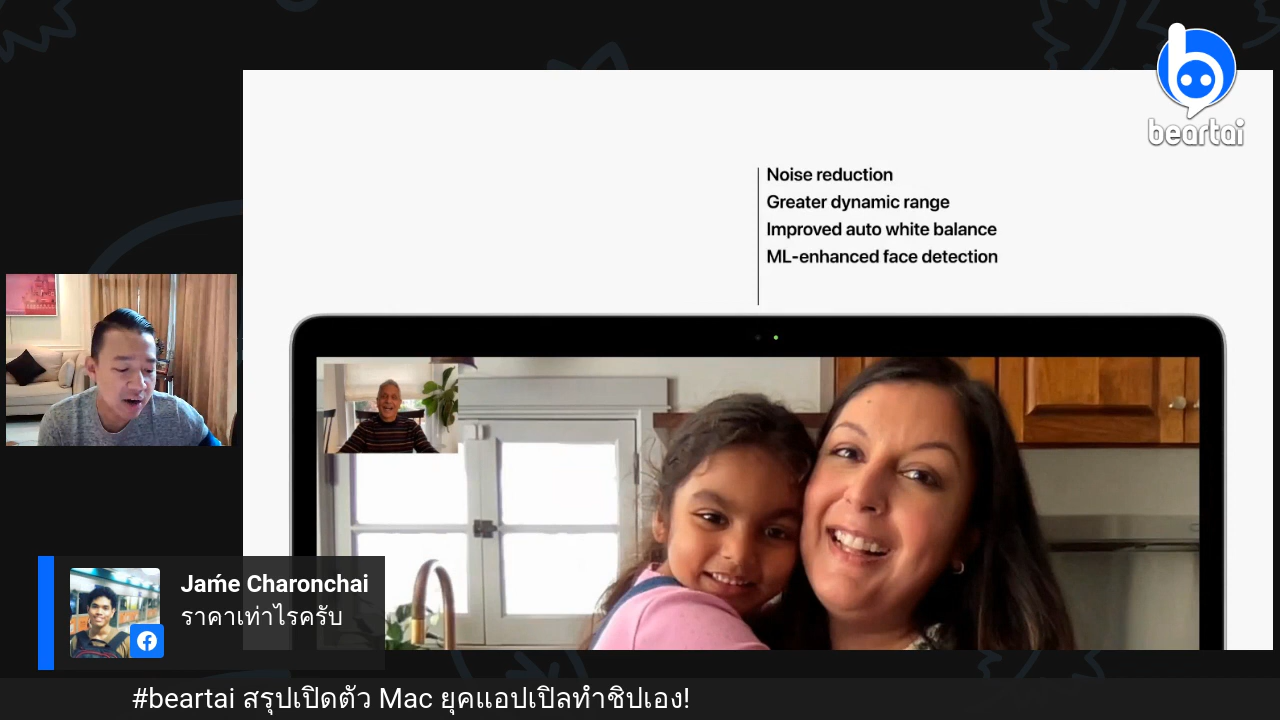 beartai
Noise reduction
Greater dynamic range
Improved auto white balance
ML-enhanced face detection
Jaḿe Charonchai
ราคาเท่าไรครับ
#beartai สรุปเปิดตัว Mac ยุคแอปเปิลทำชิปเอง!